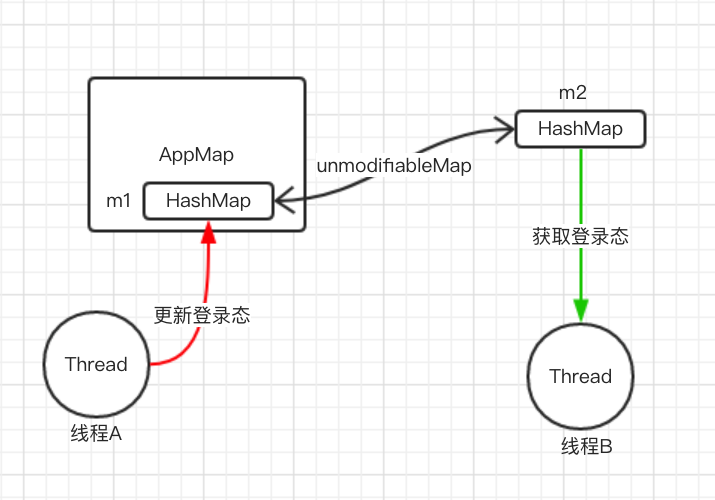 m2
HashMap
AppMap
unmodifiableMap
m1
HashMap
获取登录态
更新登录态
Thread
Thread
线程A
线程B